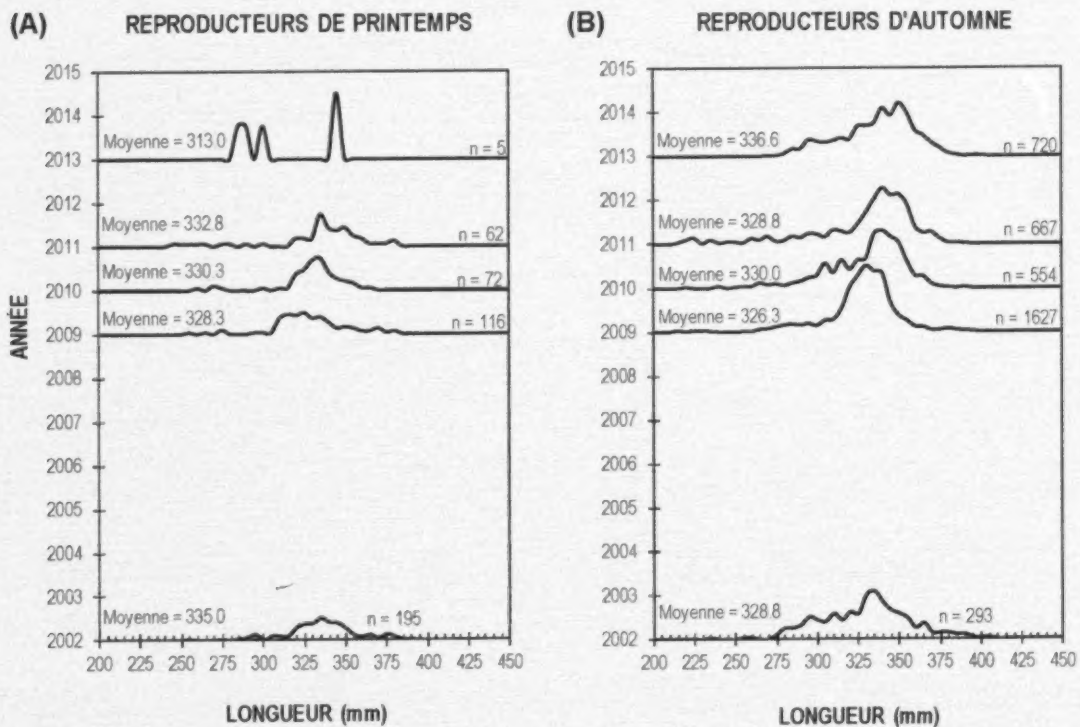 (A) REPRODUCTEURS DE PRINTEMPS
2015
2014
Moyenne = 313.0
n = 5
2013
2012
Moyenne = 332.8
n = 62
2011
Moyenne = 330.3
n = 72
2010
Moyenne = 328.3
n = 116
2009
2008
2007
2006
2005
2004
2003
Moyenne = 335.0
n = 195
2002
ANNÉE
200 225 250 275 300 325 350 375 400 425 450
LONGUEUR (mm)
(B) REPRODUCTEURS D'AUTOMNE
2015
2014
Moyenne = 336.6
n = 720
2013
2012
Moyenne = 328.8
n = 667
2011
Moyenne = 330.0
n = 554
2010
Moyenne = 326.3
n = 1627
2009
2008
2007
2006
2005
2004
2003
Moyenne = 328.8
n = 293
2002
200 225 250 275 300 325 350 375 400 425 450
LONGUEUR (mm)